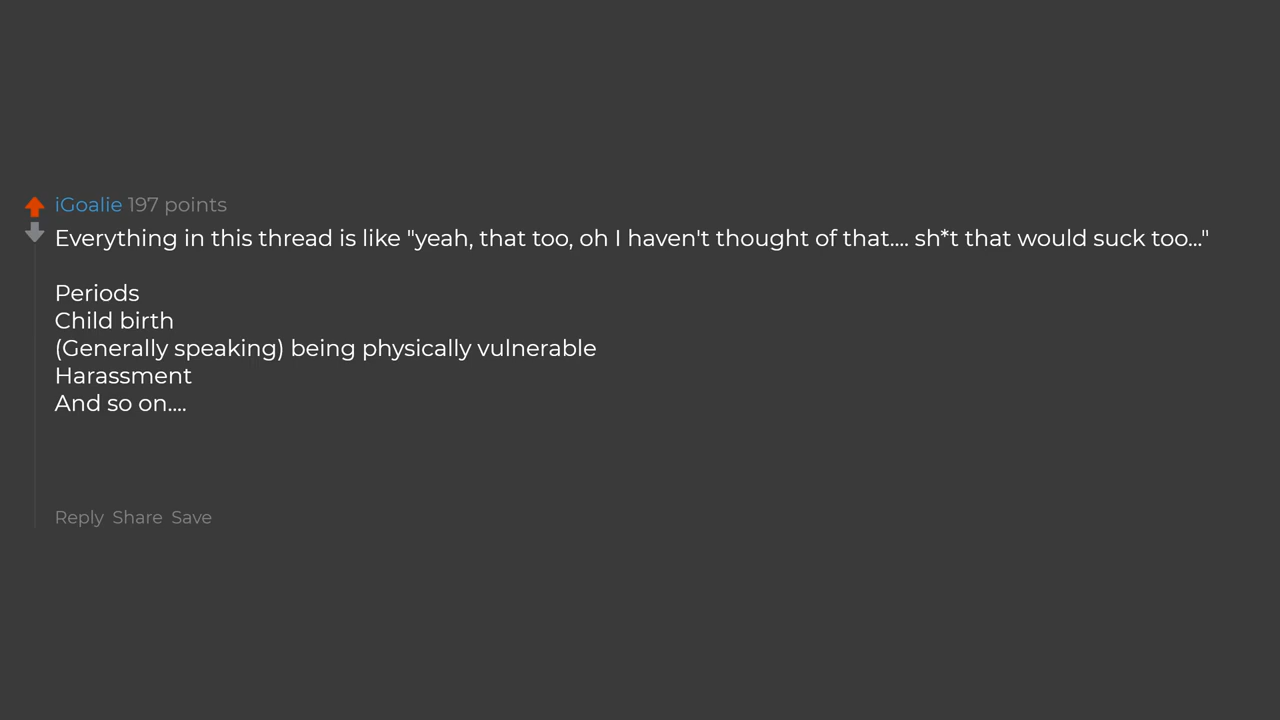 iGoalie 197 points
Everything in this thread is like "yeah, that too, oh I haven't thought of that.... sh*t that would suck too..."
Periods
Child birth
(Generally speaking) being physically vulnerable
Harassment
And so on....
Reply Share Save